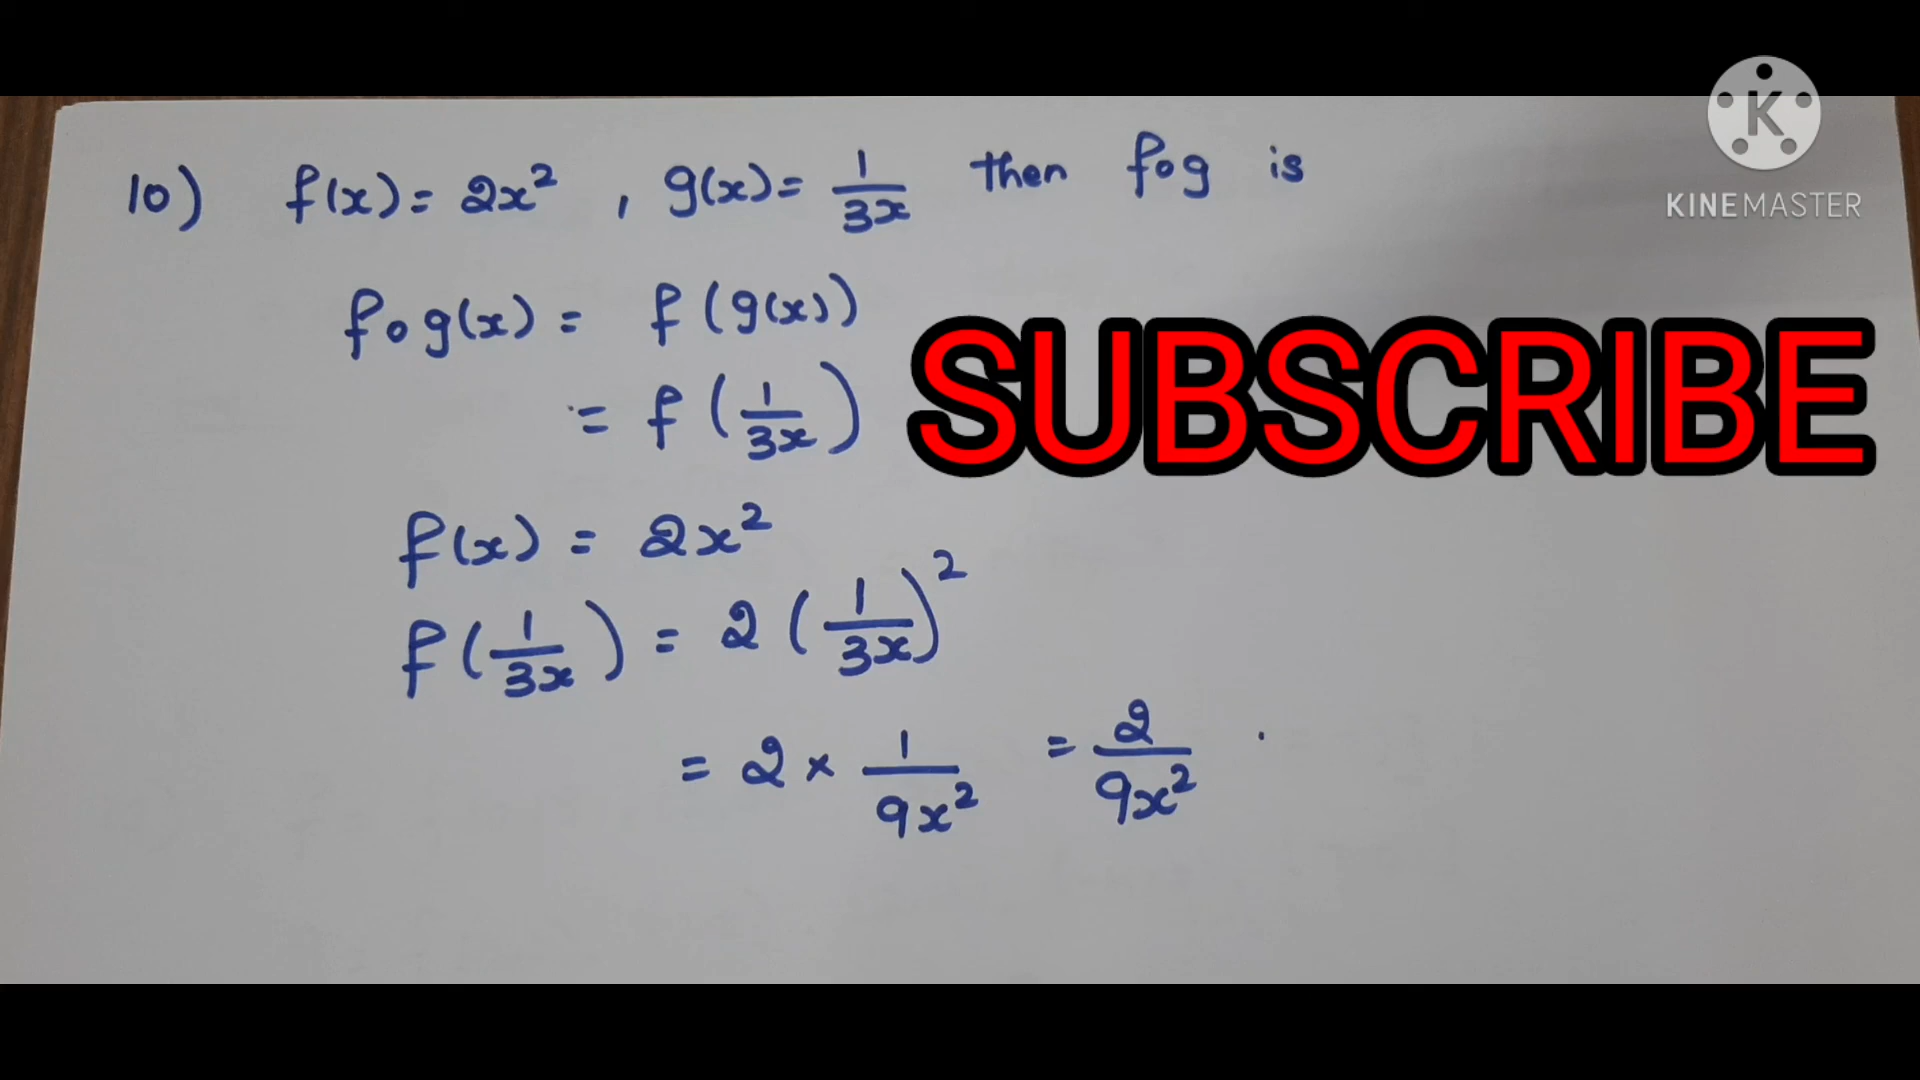 10) f(x) = 2x² , g(x) = 1/3x then fog is
fog(x) = f(g(x))
= f(1/3x)
f(x) = 2x²
f(1/3x) = 2(1/3x)²
= 2 × 1/9x² = 2/9x² .
SUBSCRIBE
K
KINEMASTER